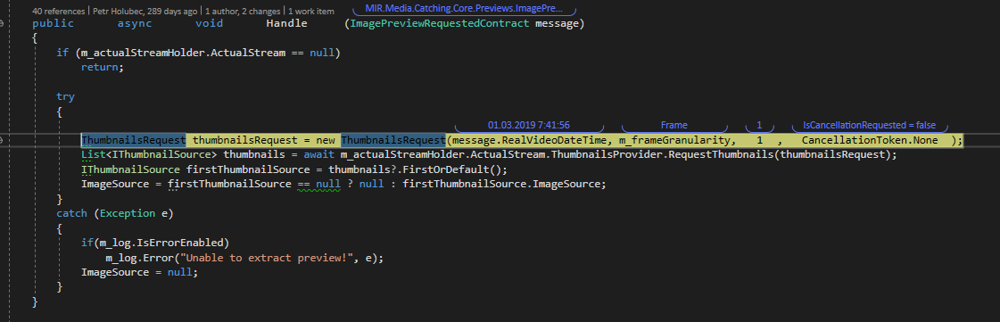 40 references | Petr Holubec, 289 days ago | 1 author, 2 changes | 1 work item
MIR.Media.Catching.Core.Previews.ImagePre...
public async void Handle (ImagePreviewRequestedContract message)
{
if (m_actualStreamHolder.ActualStream == null)
return;
try
{
01.03.2019 7:41:56 Frame 1 IsCancellationRequested = false
ThumbnailsRequest thumbnailsRequest = new ThumbnailsRequest(message.RealVideoDateTime, m_frameGranularity, 1 , CancellationToken.None );
List<IThumbnailSource> thumbnails = await m_actualStreamHolder.ActualStream.ThumbnailsProvider.RequestThumbnails(thumbnailsRequest);
IThumbnailSource firstThumbnailSource = thumbnails?.FirstOrDefault();
ImageSource = firstThumbnailSource == null ? null : firstThumbnailSource.ImageSource;
}
catch (Exception e)
{
if(m_log.IsErrorEnabled)
m_log.Error("Unable to extract preview!", e);
ImageSource = null;
}
}